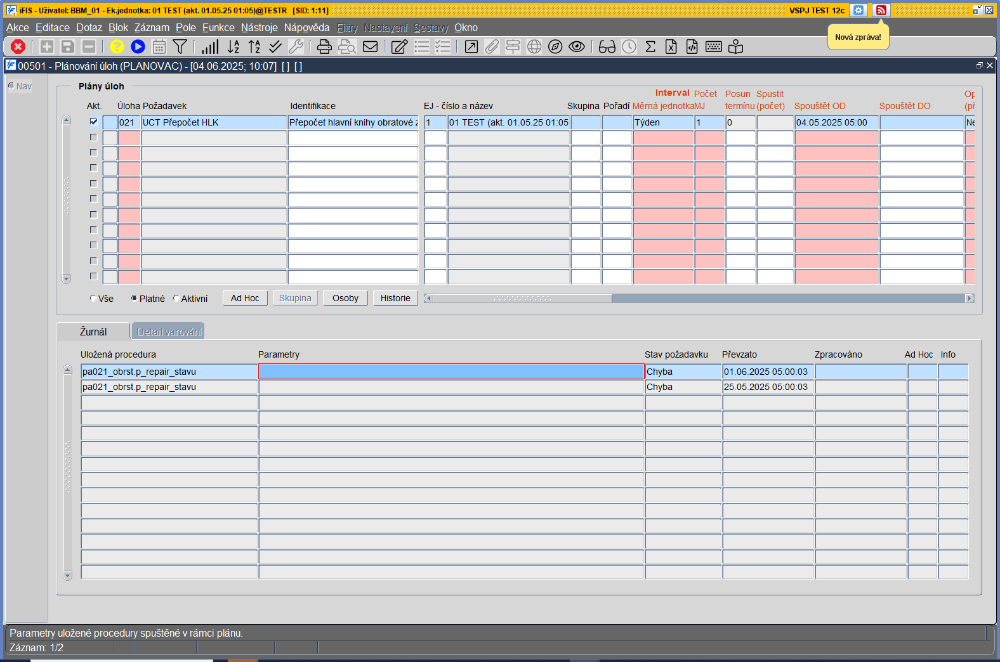 iFIS - Uživatel: BBM_01 - Ek.jednotka: 01 TEST (akt. 01.05.25 01:05)@TESTR [SID: 1:11]
VSPJ TEST 12c
Akce Editace Dotaz Blok Záznam Pole Funkce Nástroje Nápověda Filtry Nastavení Sestavy Okno
Nová zpráva!
00501 - Plánování úloh (PLANOVAC) - [04.06.2025; 10:07] [ ] [ ]
Nav
Plány úloh
Interval Počet Posun Spustit Op
Akt. Úloha Požadavek Identifikace EJ - číslo a název Skupina Pořadí Měrná jednotka MJ termínu (počet) Spouštět OD Spouštět DO (př
021 UCT Přepočet HLK Přepočet hlavní knihy obratové z 1 01 TEST (akt. 01.05.25 01:05 Týden 1 0 04.05.2025 05:00 Ne
Vše Platné Aktivní Ad Hoc Skupina Osoby Historie
Žurnál Detail varování
Uložená procedura Parametry Stav požadavku Převzato Zpracováno Ad Hoc Info
pa021_obrst.p_repair_stavu Chyba 01.06.2025 05:00:03
pa021_obrst.p_repair_stavu Chyba 25.05.2025 05:00:03
Parametry uložené procedury spuštěné v rámci plánu.
Záznam: 1/2